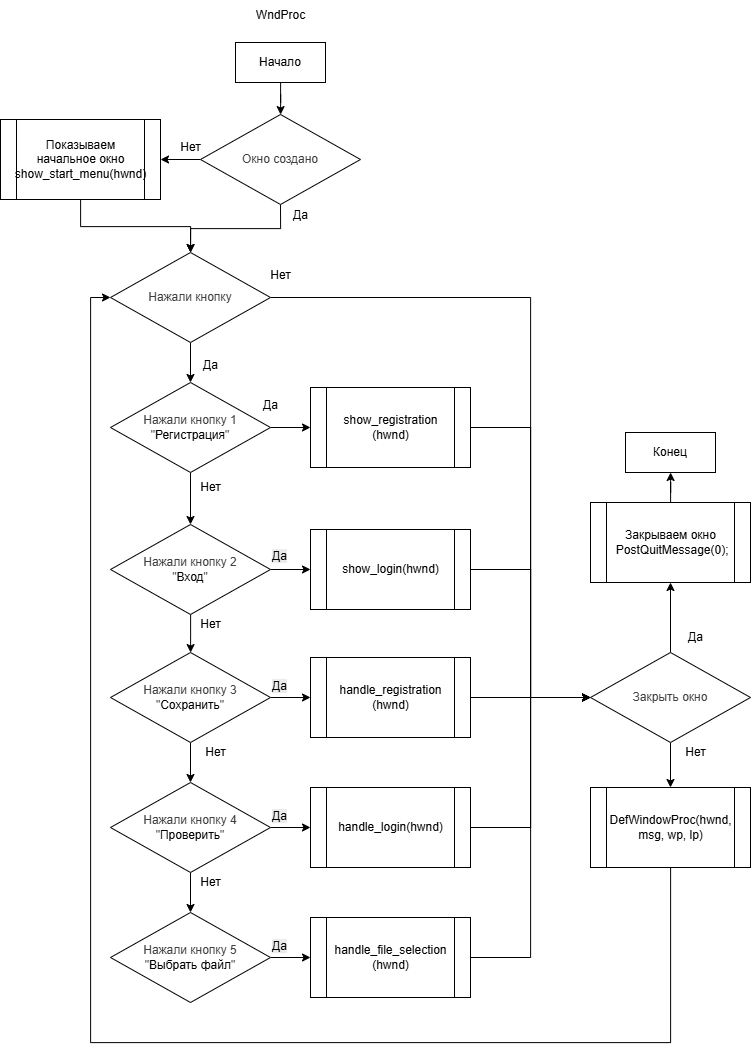 WndProc
Начало
Окно создано
Нет
Показываем
начальное окно
show_start_menu(hwnd)
Да
Нажали кнопку
Нет
Да
Нажали кнопку 1
"Регистрация"
Да
show_registration
(hwnd)
Нет
Нажали кнопку 2
"Вход"
Да
show_login(hwnd)
Нет
Нажали кнопку 3
"Сохранить"
Да
handle_registration
(hwnd)
Нет
Нажали кнопку 4
"Проверить"
Да
handle_login(hwnd)
Нет
Нажали кнопку 5
"Выбрать файл"
Да
handle_file_selection
(hwnd)
Конец
Закрываем окно
PostQuitMessage(0);
Да
Закрыть окно
Нет
DefWindowProc(hwnd,
msg, wp, lp)